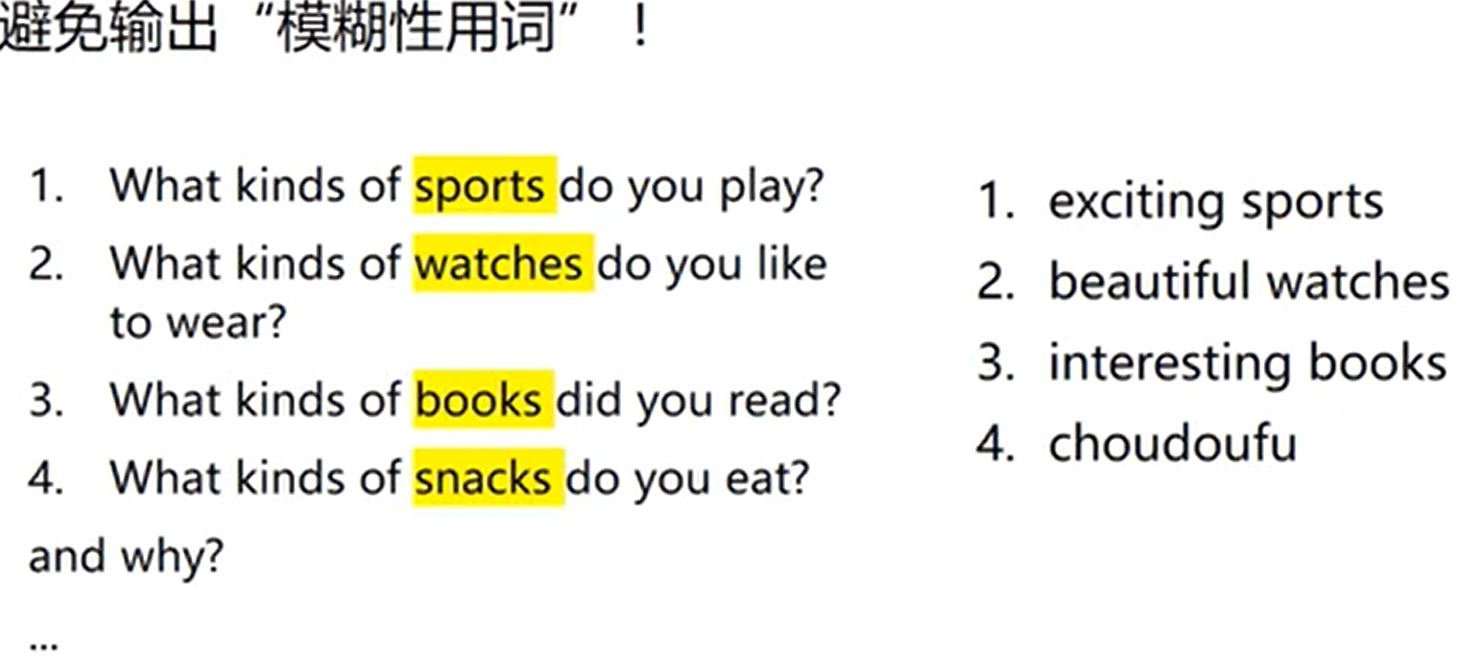 避免输出“模糊性用词” ！
1. What kinds of sports do you play?
2. What kinds of watches do you like
to wear?
3. What kinds of books did you read?
4. What kinds of snacks do you eat?
and why?
...
1. exciting sports
2. beautiful watches
3. interesting books
4. choudoufu